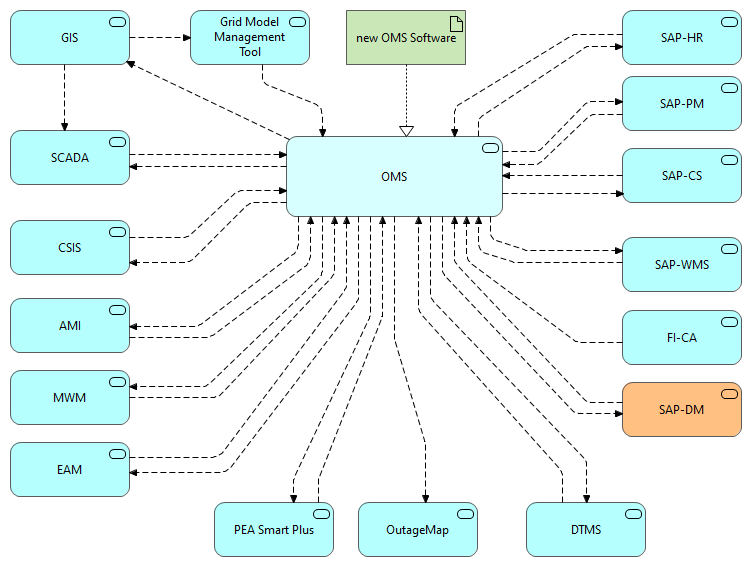 GIS
Grid Model
Management
Tool
new OMS Software
SAP-HR
SAP-PM
SCADA
OMS
SAP-CS
CSIS
SAP-WMS
AMI
FI-CA
MWM
SAP-DM
EAM
PEA Smart Plus
OutageMap
DTMS